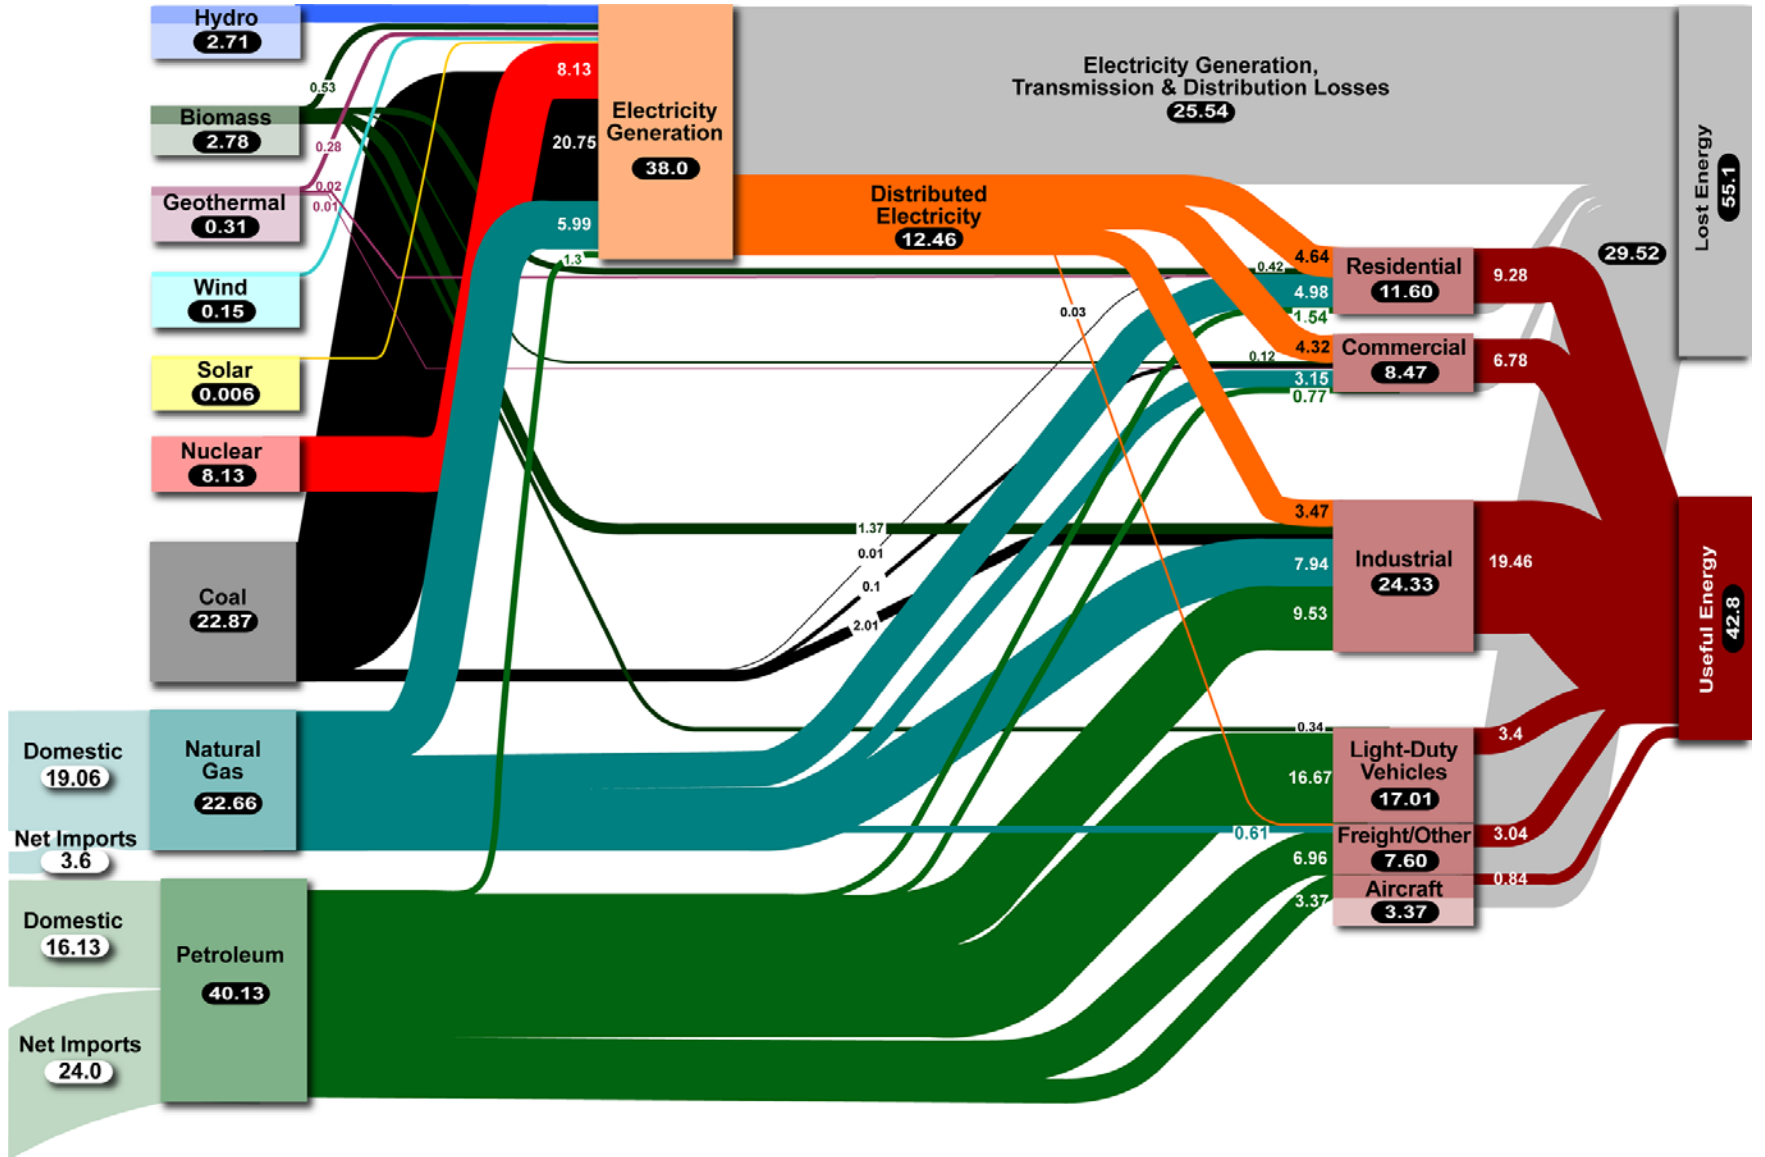 Hydro
2.71
0.53
Biomass
2.78
0.28
0.02
0.01
Geothermal
0.31
Wind
0.15
Solar
0.006
Nuclear
8.13
Coal
22.87
Domestic
19.06
Net Imports
3.6
Natural
Gas
22.66
Domestic
16.13
Net Imports
24.0
Petroleum
40.13
8.13
20.75
5.99
1.3
Electricity
Generation
38.0
Electricity Generation,
Transmission & Distribution Losses
25.54
Distributed
Electricity
12.46
0.03
1.37
0.01
0.1
2.01
4.64
0.42
4.98
1.54
Residential
11.60
9.28
4.32
0.12
3.15
0.77
Commercial
8.47
6.78
3.47
7.94
9.53
Industrial
24.33
19.46
0.34
16.67
Light-Duty
Vehicles
17.01
3.4
0.61
6.96
Freight/Other
7.60
3.04
3.37
Aircraft
3.37
0.84
29.52
Lost Energy
55.1
Useful Energy
42.8